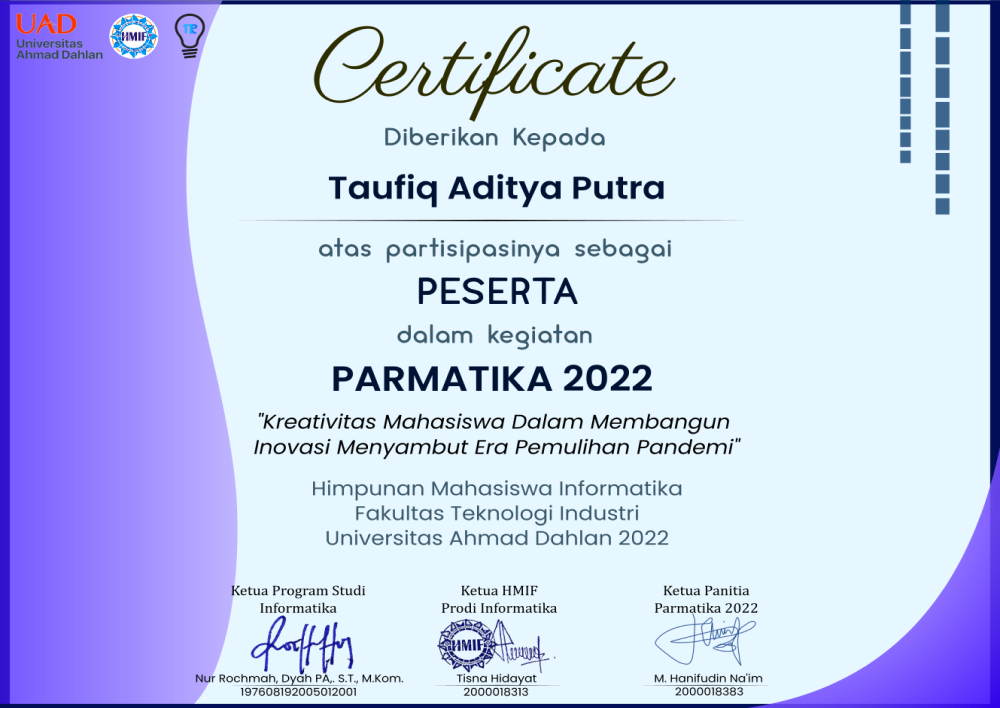 UAD
Universitas
Ahmad Dahlan
HMIF
Certificate
Diberikan Kepada
Taufiq Aditya Putra
atas partisipasinya sebagai
PESERTA
dalam kegiatan
PARMATIKA 2022
"Kreativitas Mahasiswa Dalam Membangun
Inovasi Menyambut Era Pemulihan Pandemi"
Himpunan Mahasiswa Informatika
Fakultas Teknologi Industri
Universitas Ahmad Dahlan 2022
Ketua Program Studi
Informatika
Nur Rochmah, Dyah PA,. S.T., M.Kom.
197608192005012001
Ketua HMIF
Prodi Informatika
HMIF
Tisna Hidayat
2000018313
Ketua Panitia
Parmatika 2022
M. Hanifudin Na'im
2000018383